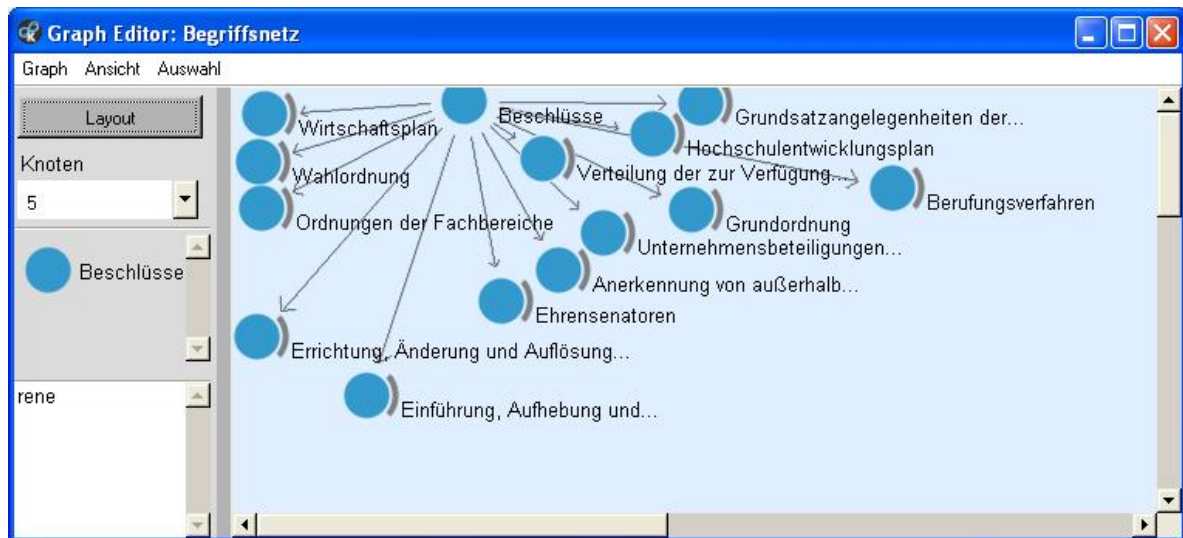 Graph Editor: Begriffsnetz
Graph Ansicht Auswahl
Layout
Knoten
5
Beschlüsse
rene
Beschlüsse
Grundsatzangelegenheiten der...
Wirtschaftsplan
Hochschulentwicklungsplan
Wahlordnung
Verteilung der zur Verfügung...
Berufungsverfahren
Ordnungen der Fachbereiche
Grundordnung
Unternehmensbeteiligungen...
Anerkennung von außerhalb...
Ehrensenatoren
Errichtung, Änderung und Auflösung...
Einführung, Aufhebung und...